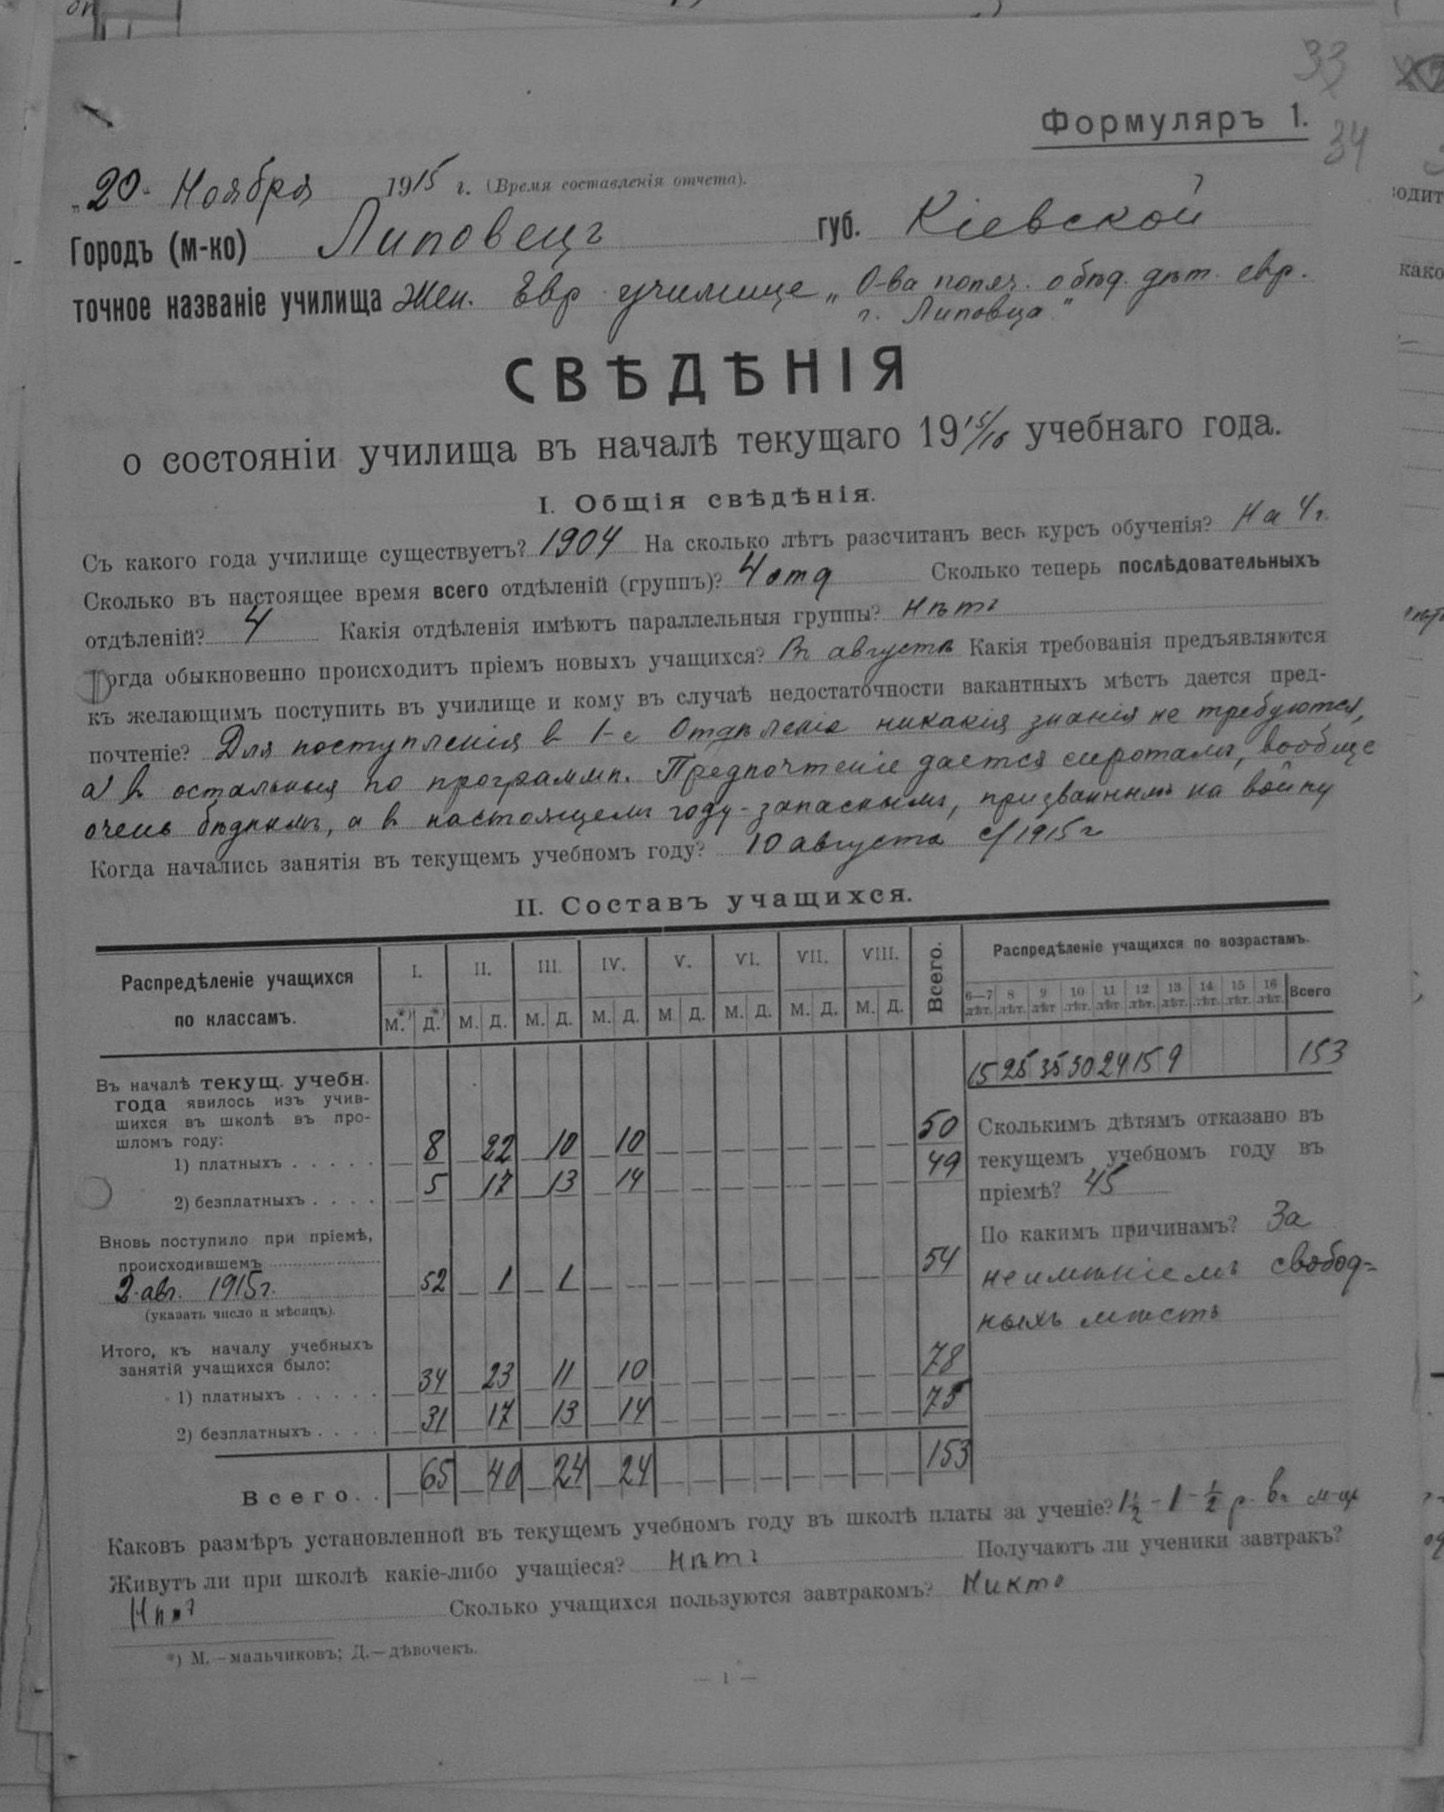 33
Формуляръ 1.
34
„20 Ноября 1915 г. (Время составленія отчета).
Городъ (м-ко) Липовецъ губ. Кіевской
точное названіе училища Жен. Евр училище „О-ва попеч. о бѣд. дѣт. евр.
г. Липовца"
СВѢДѢНІЯ
о состояніи училища въ началѣ текущаго 1915/16 учебнаго года.
I. Общія свѣдѣнія.
Съ какого года училище существуетъ? 1904 На сколько лѣтъ разсчитанъ весь курсъ обученія? На 4 г.
Сколько въ настоящее время всего отдѣленій (группъ)? 4 отд Сколько теперь послѣдовательныхъ
отдѣленій? 4 Какія отдѣленія имѣютъ параллельныя группы? Нѣтъ
огда обыкновенно происходитъ пріемъ новыхъ учащихся? Въ августѣ Какія требованія предъявляются
къ желающимъ поступить въ училище и кому въ случаѣ недостаточности вакантныхъ мѣстъ дается пред-
почтеніе? Для поступленія в 1-е Отдѣленіе никакія знанія не требуются,
а в остальныя по программѣ. Предпочтеніе дается сиротамъ, вообще
очень бѣднымъ, а в настоящемъ году - запаснымъ, призваннымъ на войну
Когда начались занятія въ текущемъ учебномъ году? 10 августа с/1915 г
II. Составъ учащихся.
Распредѣленіе учащихся по классамъ. I. II. III. IV. V. VI. VII. VIII. Всего. Распредѣленіе учащихся по возрастамъ.
М.*) Д.*) М. Д. М. Д. М. Д. М. Д. М. Д. М. Д. М. Д. 6—7 лѣт. 8 лѣт. 9 лѣт. 10 лѣт. 11 лѣт. 12 лѣт. 13 лѣт. 14 лѣт. 15 лѣт. 16 лѣт. Всего
15 25 35 30 24 15 9 153
Въ началѣ текущ. учебн.
года явилось изъ учив-
шихся въ школѣ въ про-
шломъ году:
1) платныхъ . . . . . — 8 — 22 — 10 — 10 — — — — — — — — 50
2) безплатныхъ . . . . — 5 — 17 — 13 — 14 — — — — — — — — 49
Вновь поступило при пріемѣ,
происходившемъ
2 авг. 1915 г. — 52 — 1 — 1 — — — — — — — — — — 54
(указать число и мѣсяцъ).
Итого, къ началу учебныхъ
занятій учащихся было:
1) платныхъ . . . . . — 34 — 23 — 11 — 10 — — — — — — — — 78
2) безплатныхъ . . . . — 31 — 17 — 13 — 14 — — — — — — — — 75
Всего . . — 65 — 40 — 24 — 24 — — — — — — — — 153
Сколькимъ дѣтямъ отказано въ
текущемъ учебномъ году въ
пріемѣ? 45
По какимъ причинамъ? За
неимѣніемъ свобод-
ныхъ мѣстъ
Каковъ размѣръ установленной въ текущемъ учебномъ году въ школѣ платы за ученіе? 1½ - 1 - ½ р. въ м-ц
Живутъ ли при школѣ какіе-либо учащіеся? Нѣтъ Получаютъ ли ученики завтракъ?
Нѣтъ Сколько учащихся пользуются завтракомъ? Никто
*) М.—мальчиковъ; Д.—дѣвочекъ.
— 1 —